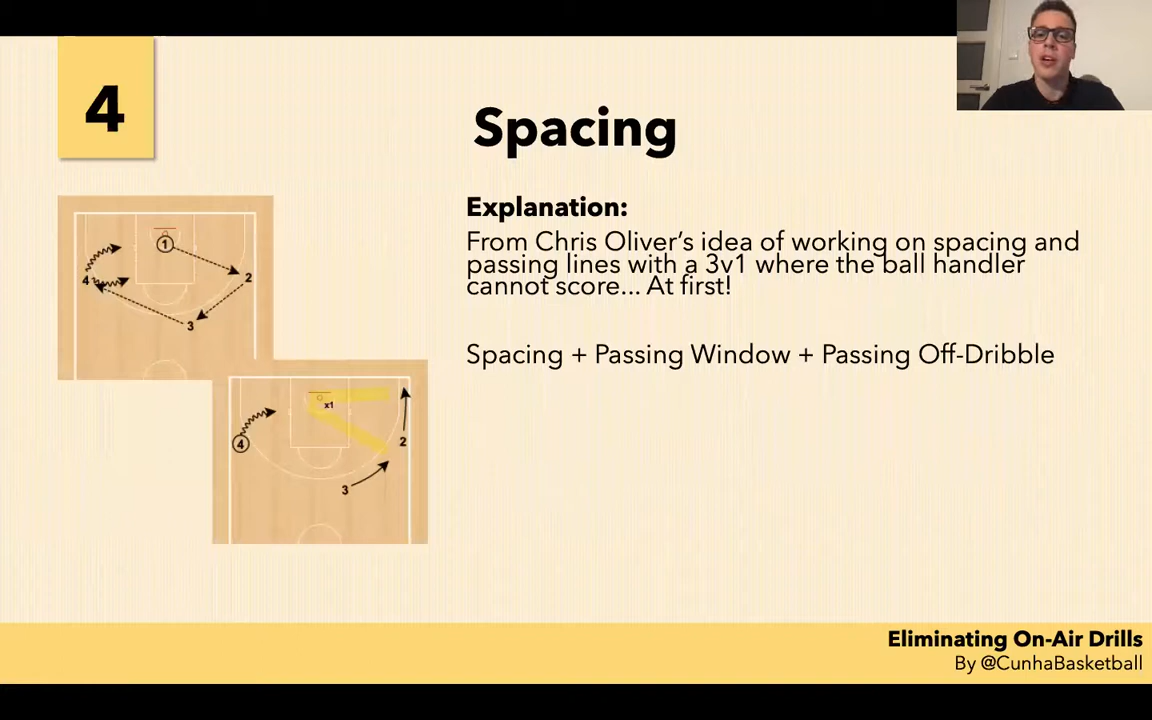 4
Spacing
Explanation:
From Chris Oliver's idea of working on spacing and
passing lines with a 3v1 where the ball handler
cannot score... At first!
Spacing + Passing Window + Passing Off-Dribble
1
4
2
3
x1
4
2
3
Eliminating On-Air Drills
By @CunhaBasketball